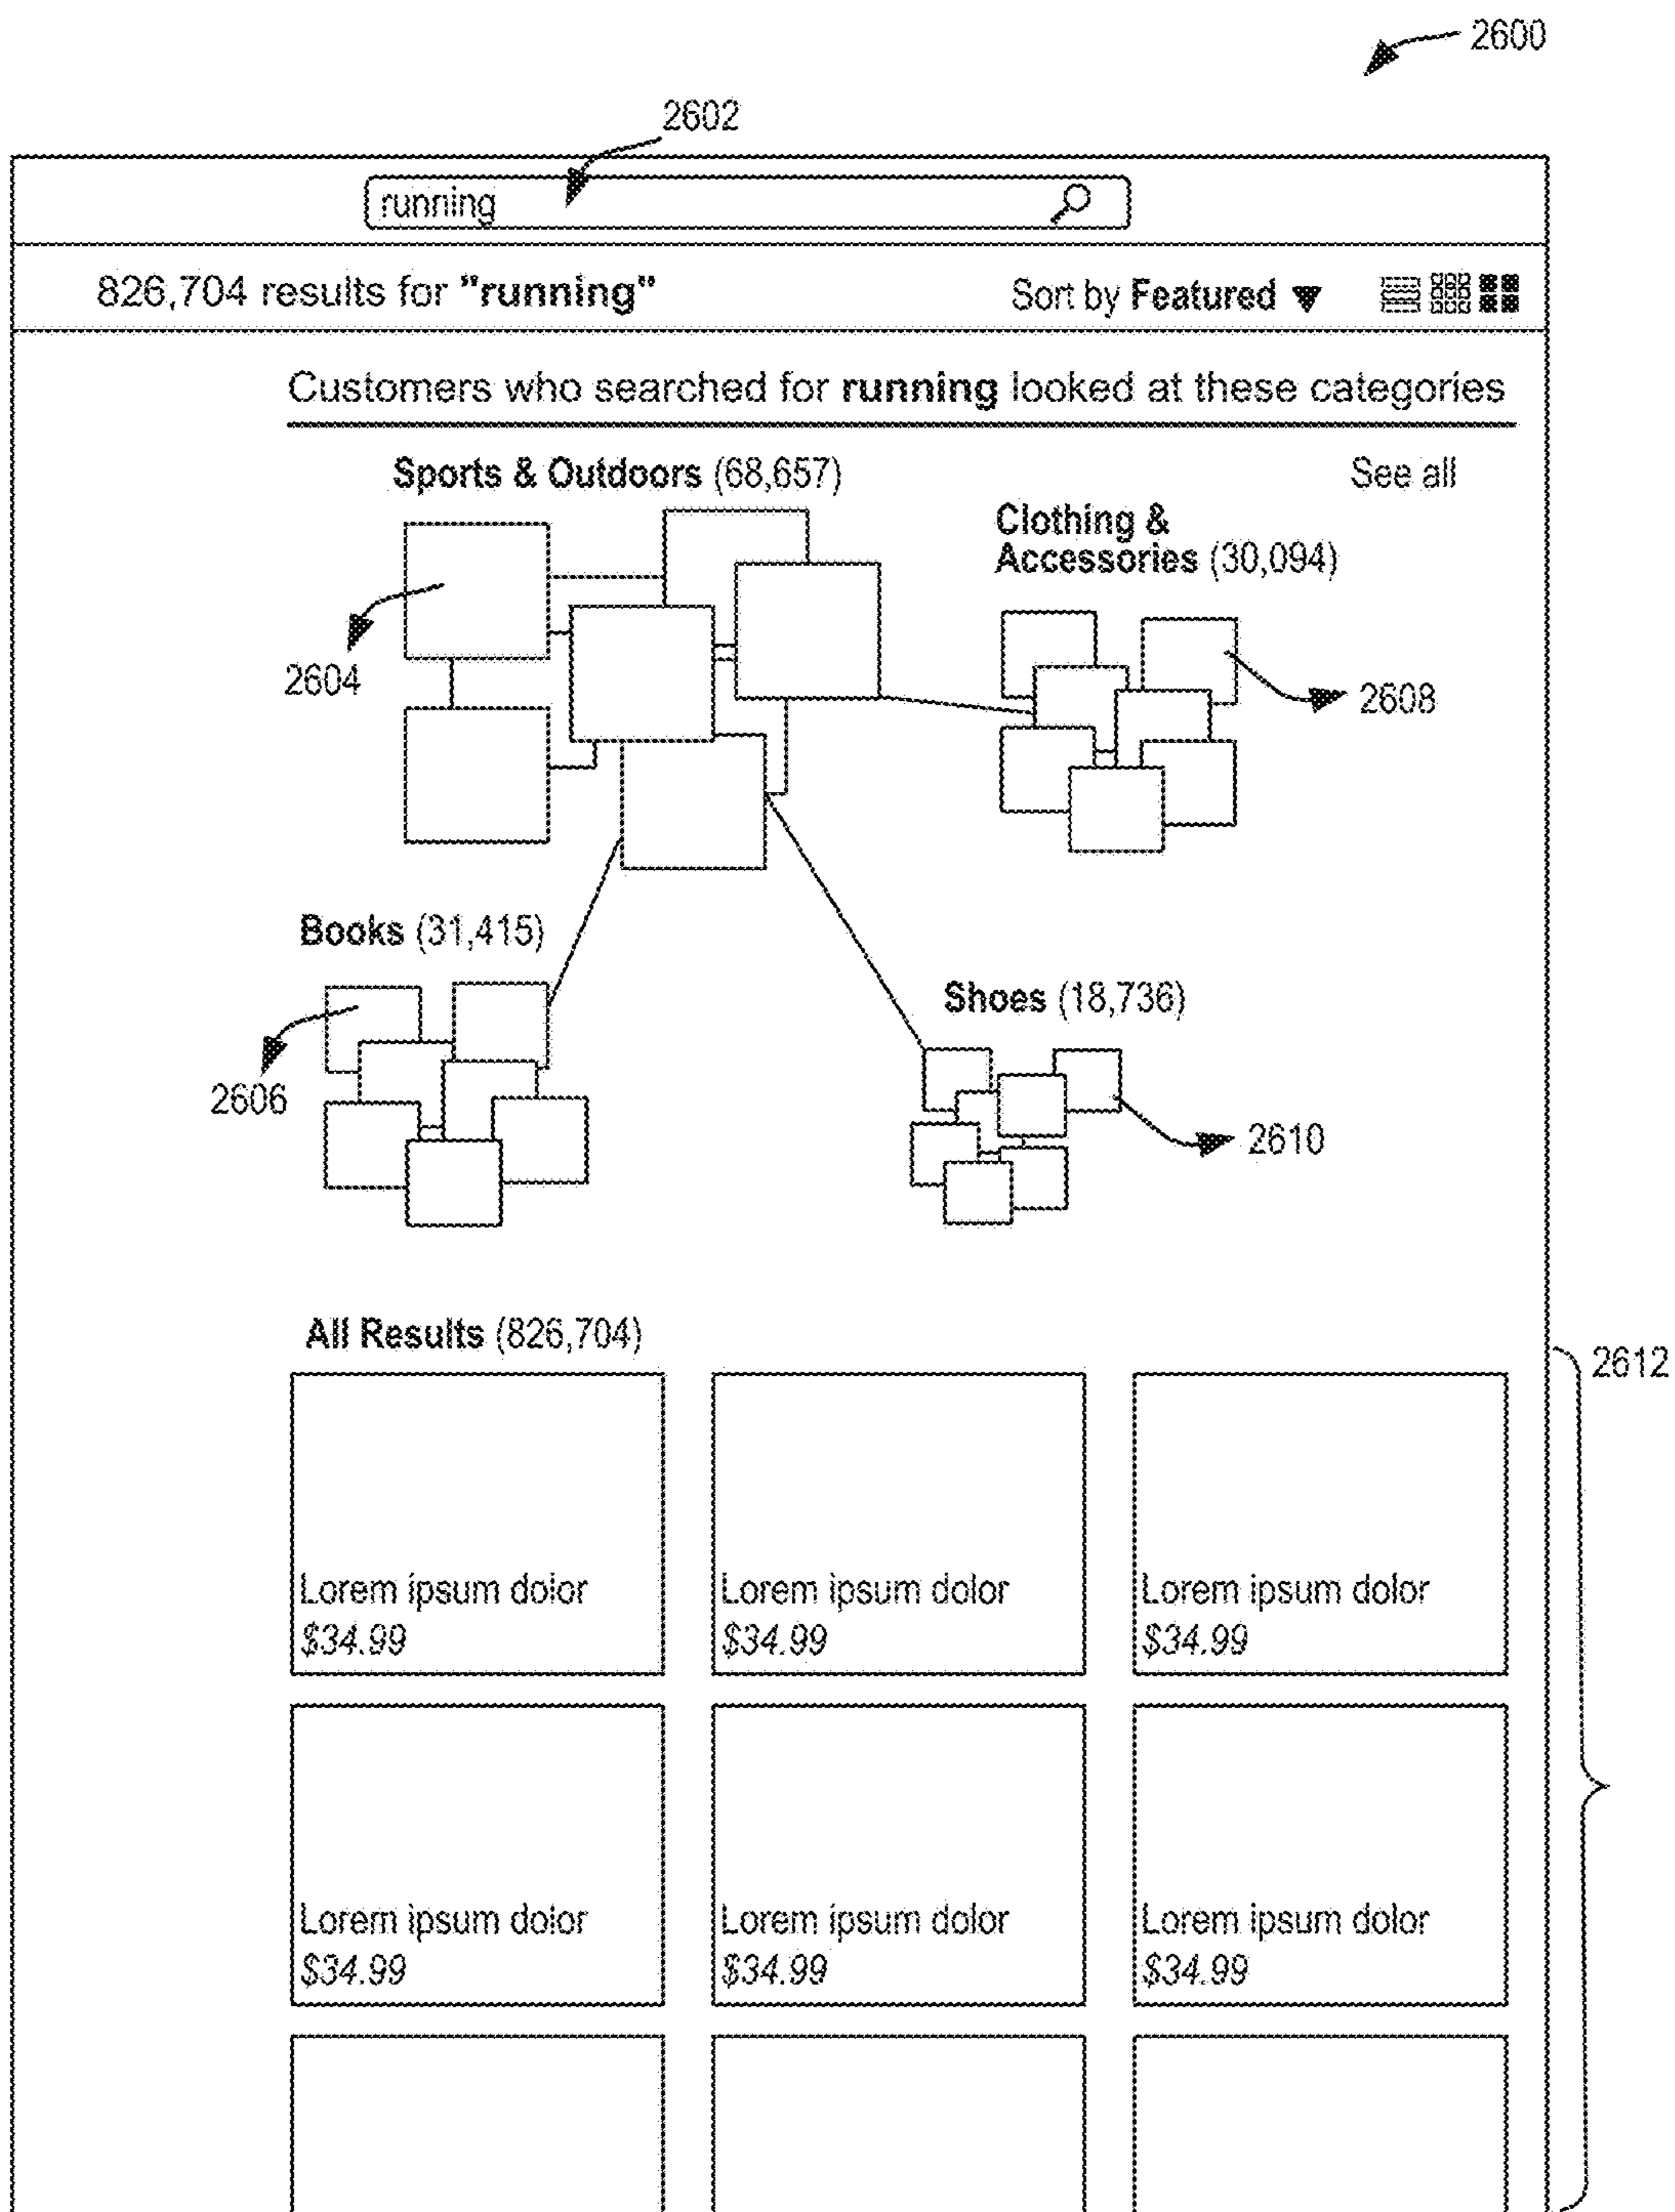 2600
2602
running
826,704 results for "running"
Sort by Featured
Customers who searched for running looked at these categories
Sports & Outdoors (68,657)
See all
Clothing &
Accessories (30,094)
2604
2608
Books (31,415)
Shoes (18,736)
2606
2610
All Results (826,704)
2612
Lorem ipsum dolor
$34.99
Lorem ipsum dolor
$34.99
Lorem ipsum dolor
$34.99
Lorem ipsum dolor
$34.99
Lorem ipsum dolor
$34.99
Lorem ipsum dolor
$34.99